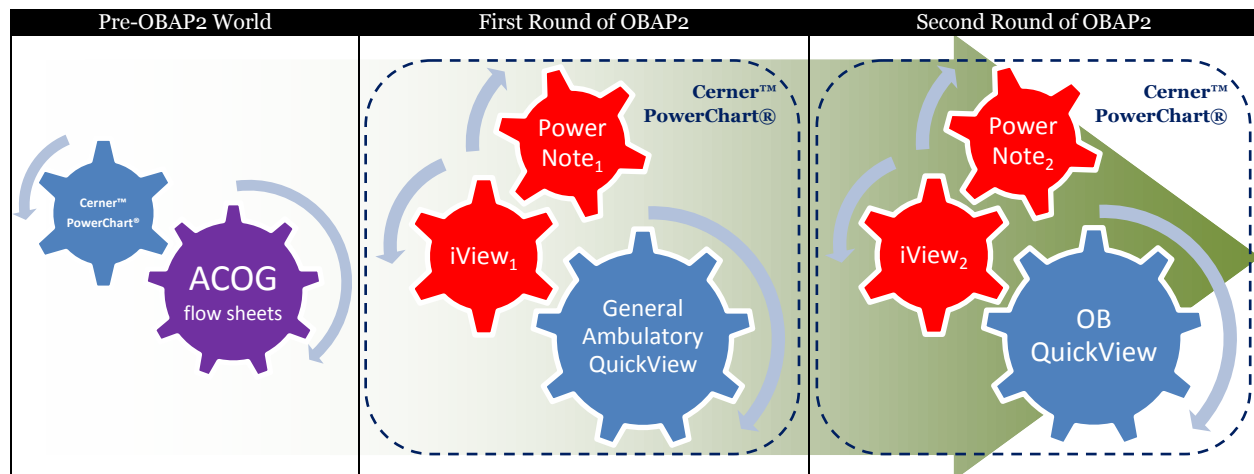 Pre-OBAP2 World
First Round of OBAP2
Second Round of OBAP2
Cerner™
PowerChart®
ACOG
flow sheets
Cerner™
PowerChart®
Power
Note₁
iView₁
General
Ambulatory
QuickView
Cerner™
PowerChart®
Power
Note₂
iView₂
OB
QuickView